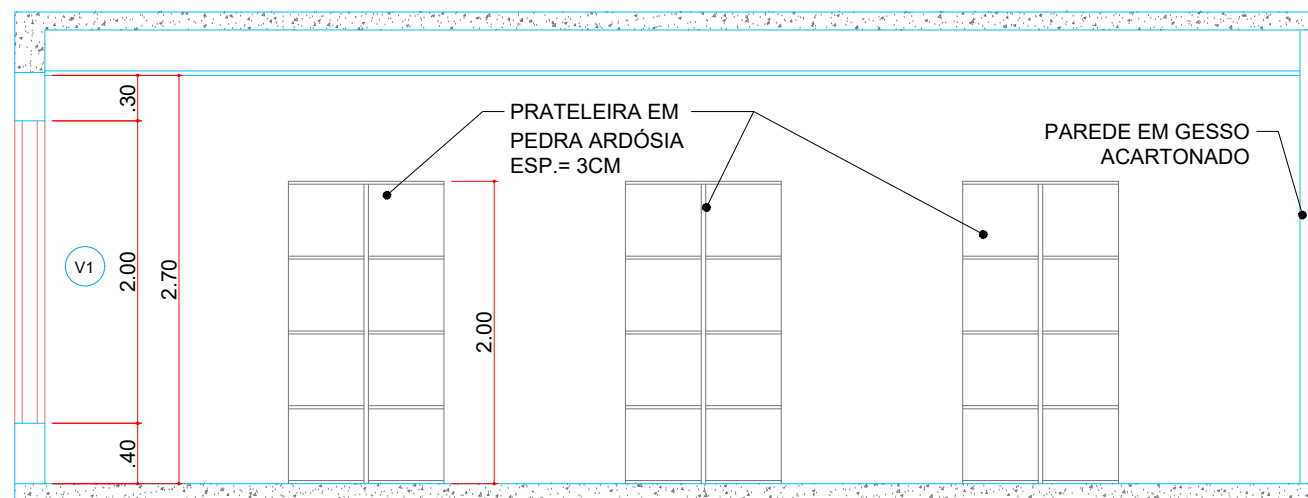 .30
PRATELEIRA EM
PEDRA ARDÓSIA
ESP.= 3CM
PAREDE EM GESSO
ACARTONADO
V1
2.00
2.70
2.00
.40